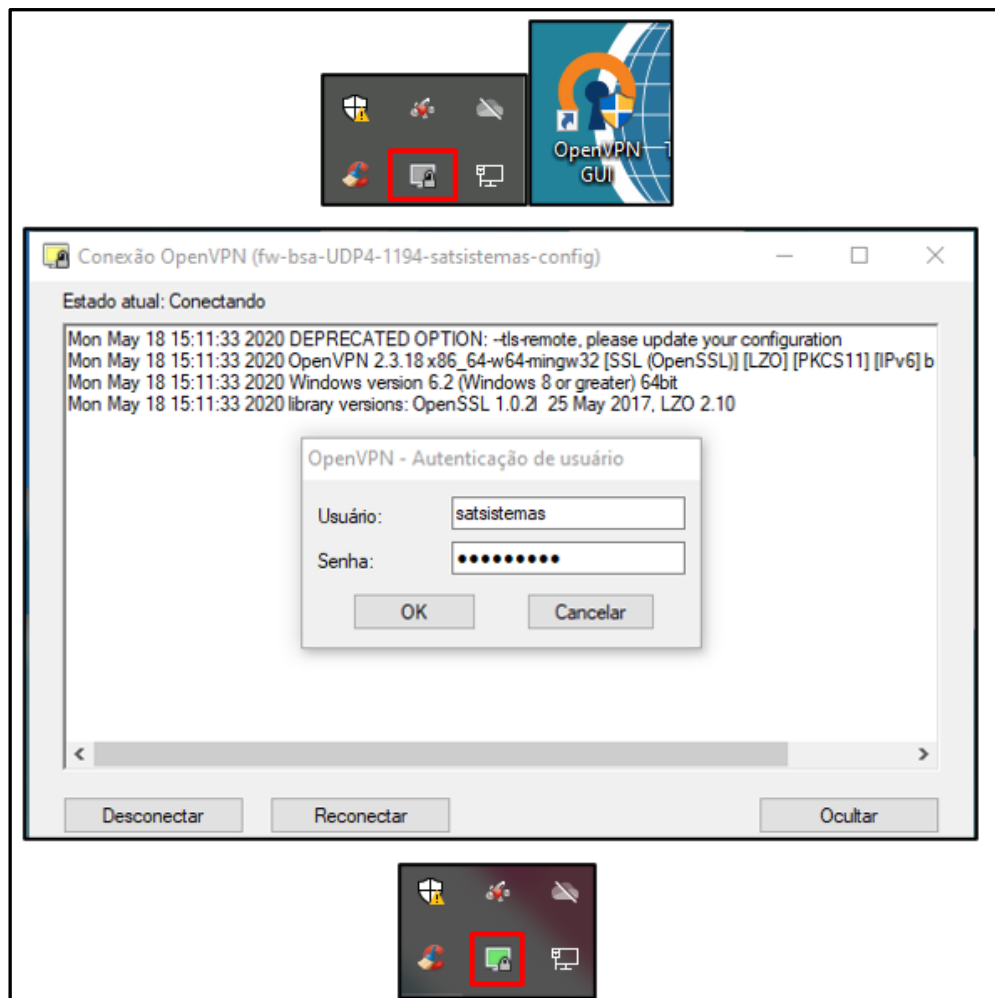 OpenVPN
GUI
T
Conexão OpenVPN (fw-bsa-UDP4-1194-satsistemas-config)
Estado atual: Conectando
Mon May 18 15:11:33 2020 DEPRECATED OPTION: --tls-remote, please update your configuration
Mon May 18 15:11:33 2020 OpenVPN 2.3.18 x86_64-w64-mingw32 [SSL (OpenSSL)] [LZO] [PKCS11] [IPv6] b
Mon May 18 15:11:33 2020 Windows version 6.2 (Windows 8 or greater) 64bit
Mon May 18 15:11:33 2020 library versions: OpenSSL 1.0.2l 25 May 2017, LZO 2.10
OpenVPN - Autenticação de usuário
Usuário: satsistemas
Senha: ●●●●●●●●●
OK Cancelar
Desconectar Reconectar Ocultar